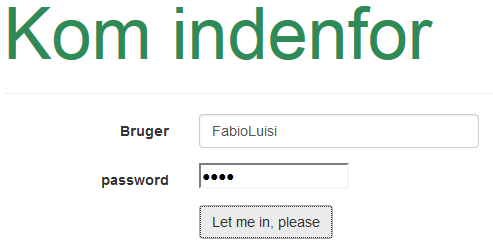 Kom indenfor
Bruger FabioLuisi
password ••••
Let me in, please